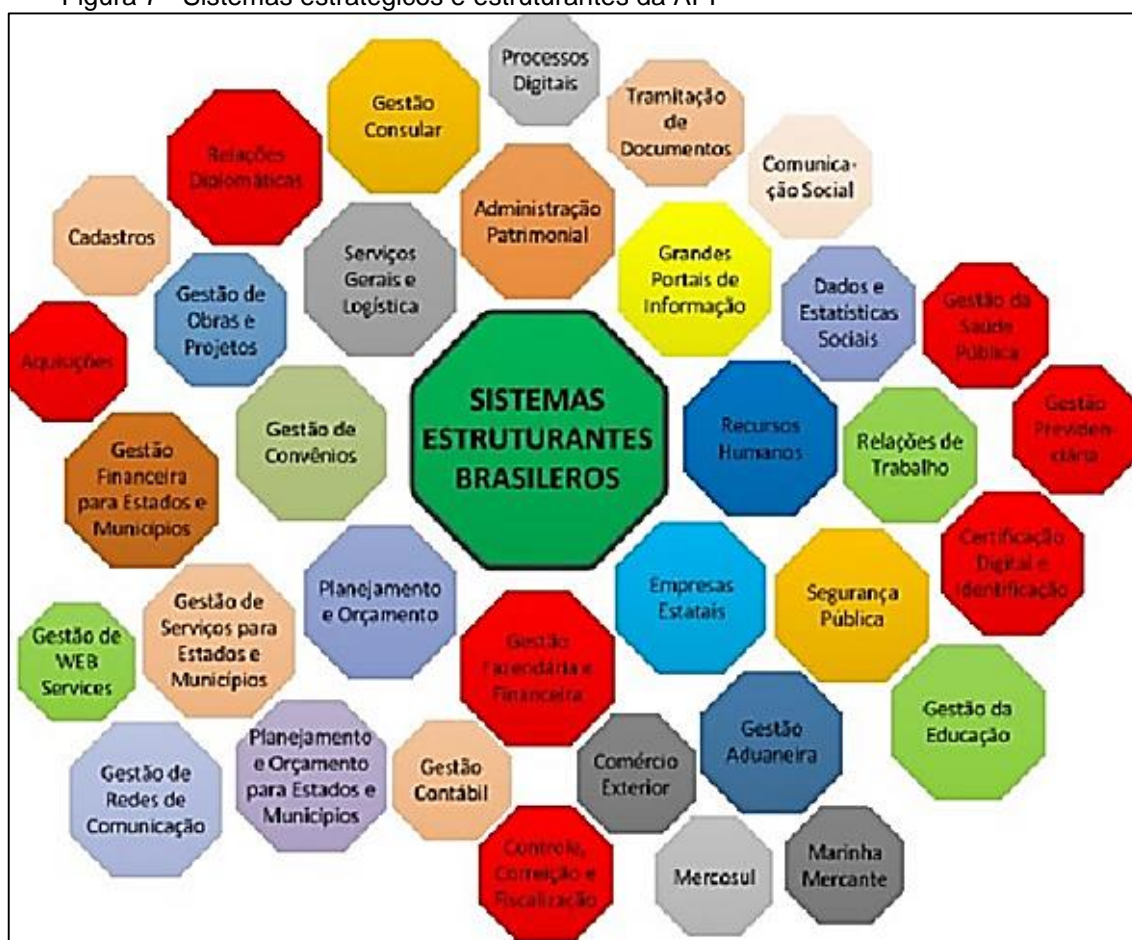 Figura 7 - Sistemas estratégicos e estruturantes da APF
Processos
Digitais
Gestão
Consular
Tramitação
de
Documentos
Relações
Diplomáticas
Comunica-
ção Social
Cadastros
Administração
Patrimonial
Serviços
Gerais e
Logística
Grandes
Portais de
Informação
Gestão de
Obras e
Projetos
Dados e
Estatísticas
Sociais
Gestão da
Saúde
Pública
Aquisações
SISTEMAS
ESTRUTURANTES
BRASILEROS
Gestão de
Convênios
Recursos
Humanos
Relações de
Trabalho
Gestão
Previden-
ciária
Gestão
Financeira
para Estados e
Municípios
Certificação
Digital e
Identificação
Planejamento
e Orçamento
Empresas
Estatais
Segurança
Pública
Gestão de
Serviços para
Estados e
Municípios
Gestão de
WEB
Services
Gestão
Fazendária e
Financeira
Gestão da
Educação
Gestão
Aduaneira
Planejamento
e Orçamento
para Estados e
Municípios
Gestão
Contábil
Comércio
Exterior
Gestão de
Redes de
Comunicação
Controle,
Correição e
Fiscalização
Mercosul
Marinha
Mercante